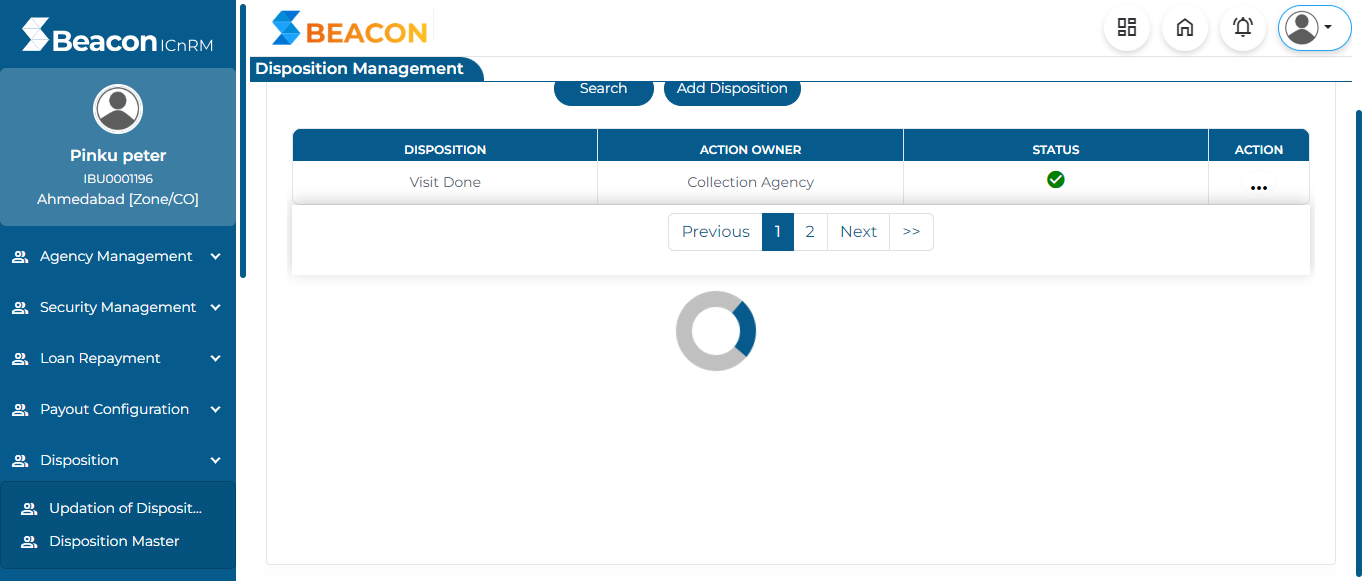 Beacon ICnRM
Pinku peter
IBU0001196
Ahmedabad [Zone/CO]
Agency Management
Security Management
Loan Repayment
Payout Configuration
Disposition
Updation of Disposit...
Disposition Master
BEACON
Disposition Management
Search Add Disposition
DISPOSITION ACTION OWNER STATUS ACTION
Visit Done Collection Agency
Previous 1 2 Next >>